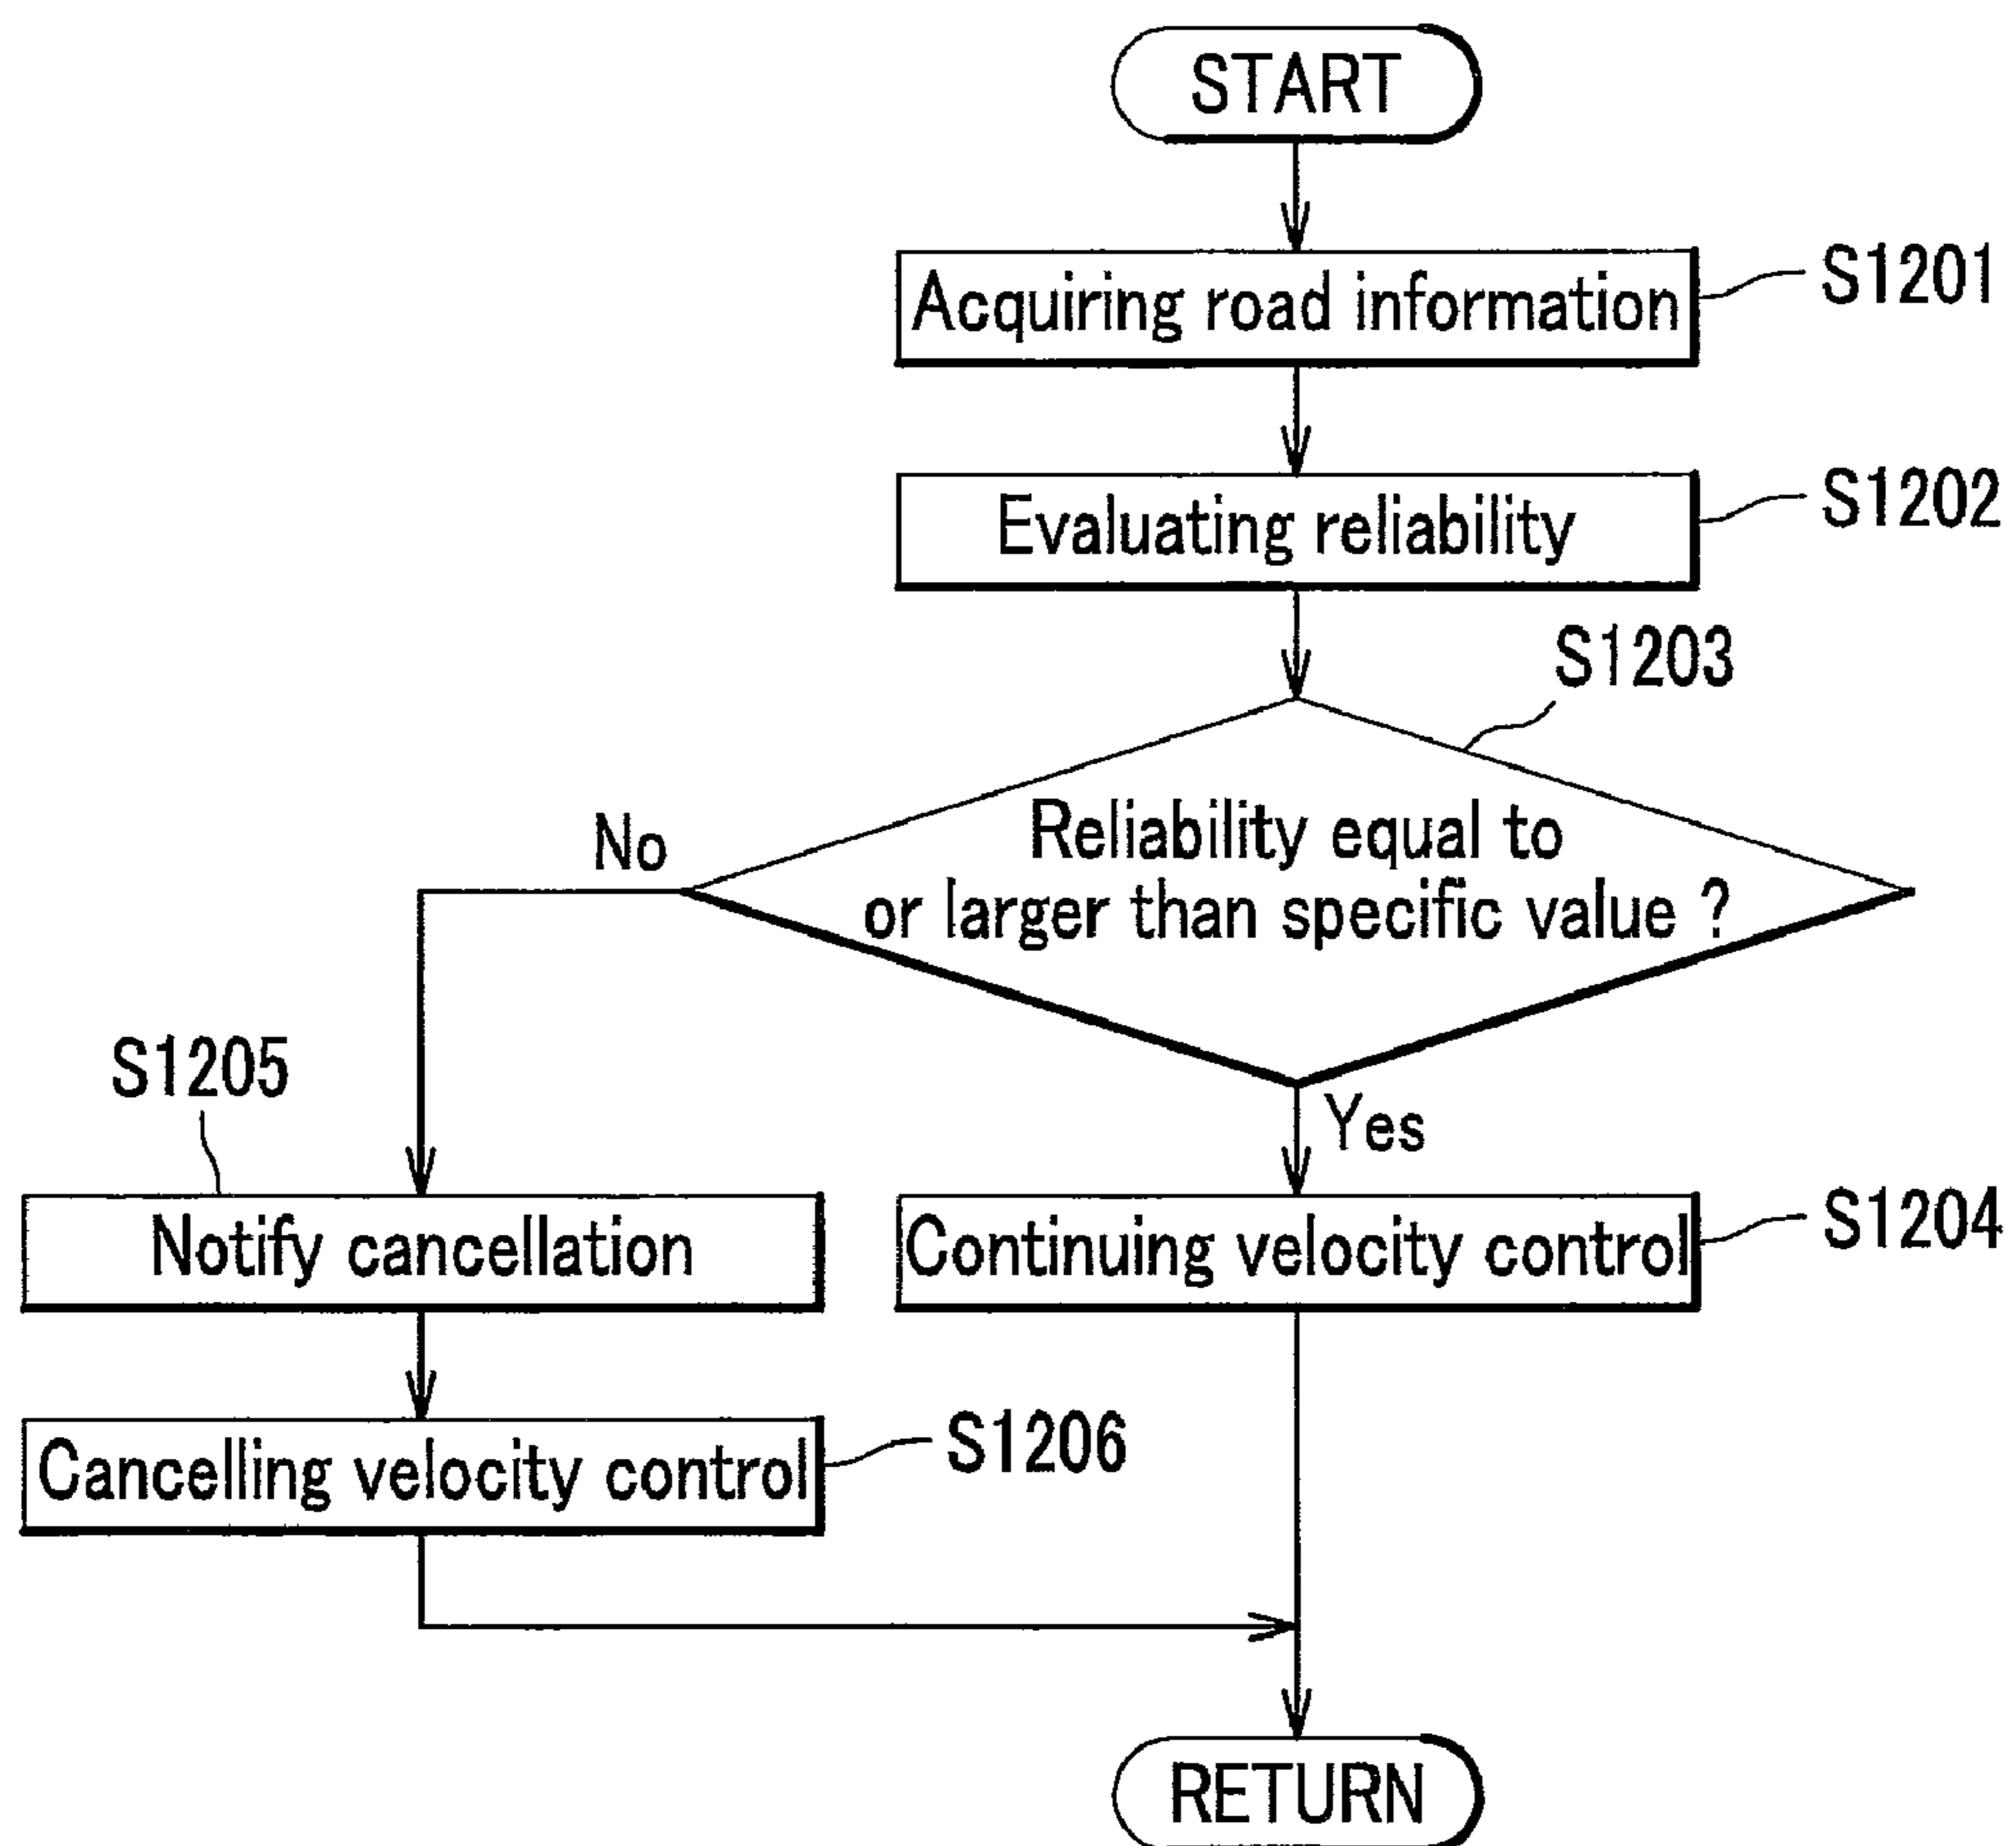 START
Acquiring road information
S1201
Evaluating reliability
S1202
S1203
Reliability equal to
or larger than specific value ?
No
Yes
S1205
Notify cancellation
Continuing velocity control
S1204
Cancelling velocity control
S1206
RETURN